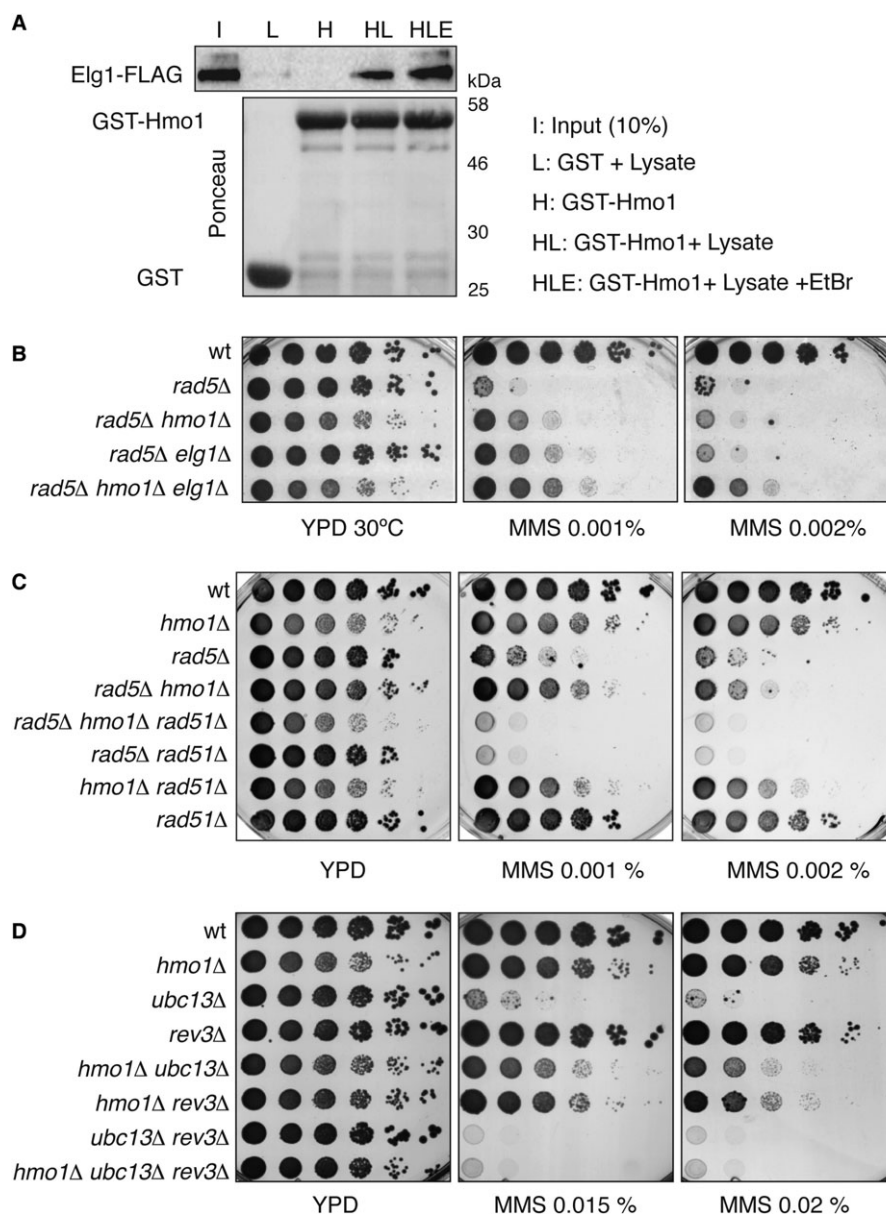 A
I L H HL HLE
Elg1-FLAG
kDa
GST-Hmo1
58
46
30
25
Ponceau
GST
I: Input (10%)
L: GST + Lysate
H: GST-Hmo1
HL: GST-Hmo1+ Lysate
HLE: GST-Hmo1+ Lysate +EtBr
B
wt
rad5Δ
rad5Δ hmo1Δ
rad5Δ elg1Δ
rad5Δ hmo1Δ elg1Δ
YPD 30ºC MMS 0.001% MMS 0.002%
C
wt
hmo1Δ
rad5Δ
rad5Δ hmo1Δ
rad5Δ hmo1Δ rad51Δ
rad5Δ rad51Δ
hmo1Δ rad51Δ
rad51Δ
YPD MMS 0.001 % MMS 0.002 %
D
wt
hmo1Δ
ubc13Δ
rev3Δ
hmo1Δ ubc13Δ
hmo1Δ rev3Δ
ubc13Δ rev3Δ
hmo1Δ ubc13Δ rev3Δ
YPD MMS 0.015 % MMS 0.02 %